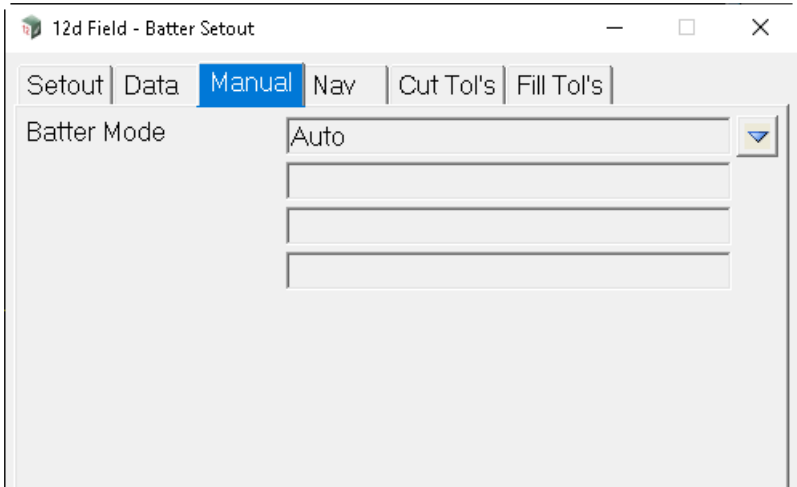 12d Field - Batter Setout
Setout Data Manual Nav Cut Tol's Fill Tol's
Batter Mode Auto